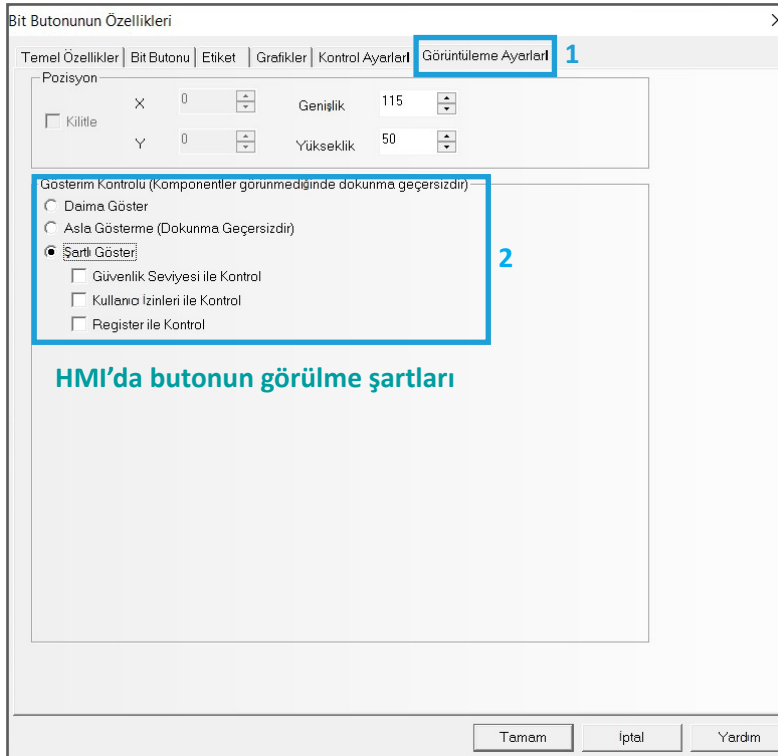 Bit Butonunun Özellikleri
Temel Özellikler Bit Butonu Etiket Grafikler Kontrol Ayarları Görüntüleme Ayarları 1
Pozisyon
X 0 Genişlik 115
Kilitle
Y 0 Yükseklik 50
Gösterim Kontrolü (Komponentler görünmediğinde dokunma geçersizdir)
Daima Göster
Asla Gösterme (Dokunma Geçersizdir)
Şartlı Göster
2
Güvenlik Seviyesi ile Kontrol
Kullanıcı İzinleri ile Kontrol
Register ile Kontrol
HMI’da butonun görülme şartları
Tamam İptal Yardım